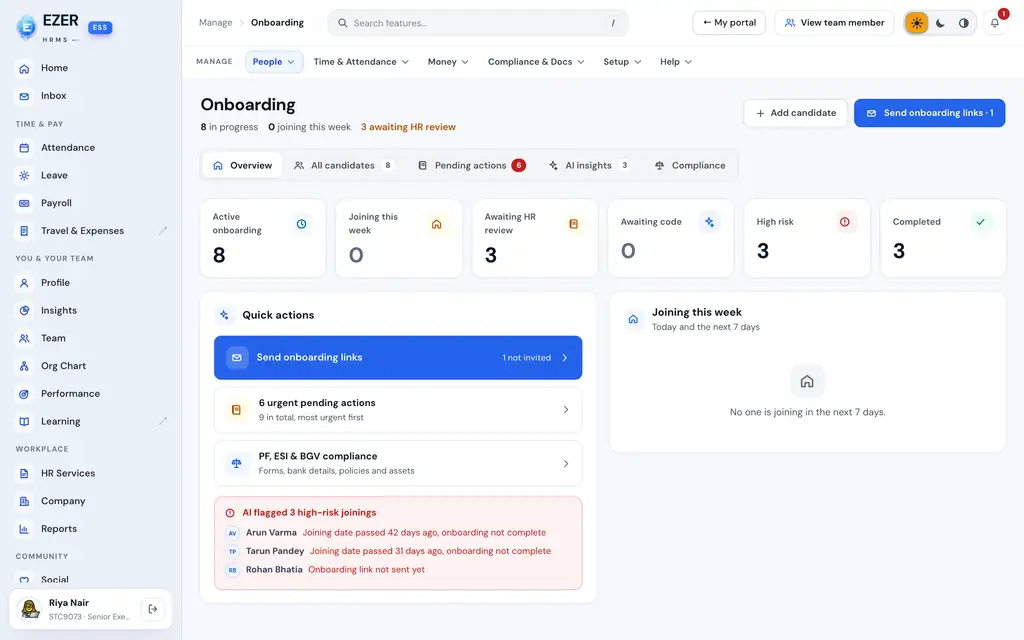 EZER
HRMS
ESS
Home
Inbox
TIME & PAY
Attendance
Leave
Payroll
Travel & Expenses
YOU & YOUR TEAM
Profile
Insights
Team
Org Chart
Performance
Learning
WORKPLACE
HR Services
Company
Reports
COMMUNITY
Social
Riya Nair
STC9073 · Senior Exe...
Manage > Onboarding
Search features... /
← My portal
View team member
1
MANAGE People Time & Attendance Money Compliance & Docs Setup Help
Onboarding
8 in progress 0 joining this week 3 awaiting HR review
+ Add candidate
Send onboarding links · 1
Overview
All candidates 8
Pending actions 6
AI insights 3
Compliance
Active
onboarding
8
Joining this
week
0
Awaiting HR
review
3
Awaiting code
0
High risk
3
Completed
3
Quick actions
Send onboarding links 1 not invited
6 urgent pending actions
9 in total, most urgent first
PF, ESI & BGV compliance
Forms, bank details, policies and assets
AI flagged 3 high-risk joinings
AV Arun Varma Joining date passed 42 days ago, onboarding not complete
TP Tarun Pandey Joining date passed 31 days ago, onboarding not complete
RB Rohan Bhatia Onboarding link not sent yet
Joining this week
Today and the next 7 days
No one is joining in the next 7 days.